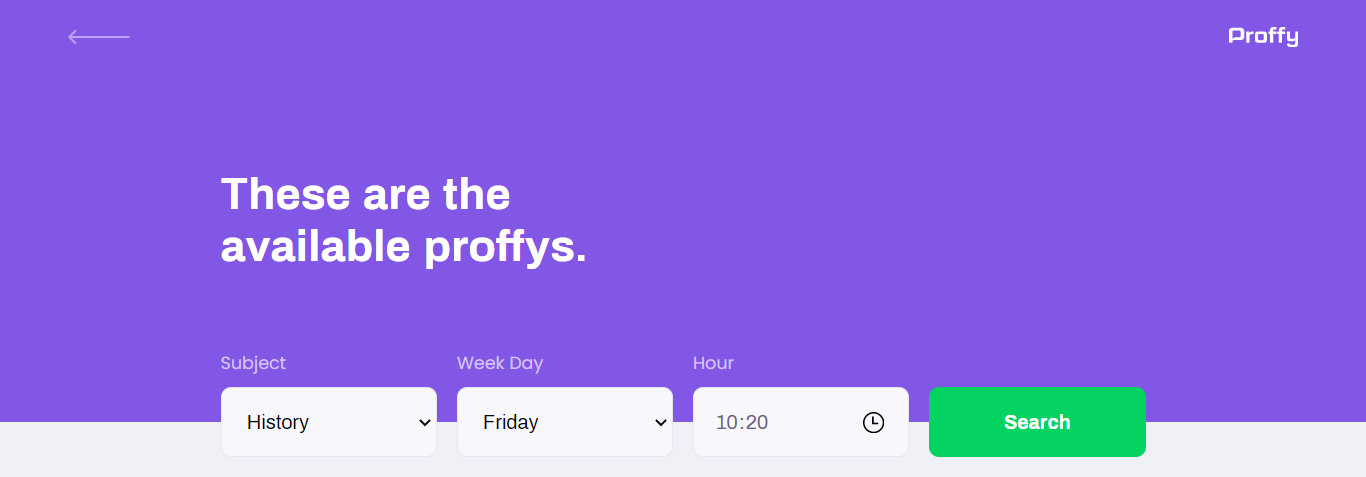 Proffy
These are the
available proffys.
Subject
Week Day
Hour
History
Friday
10:20
Search